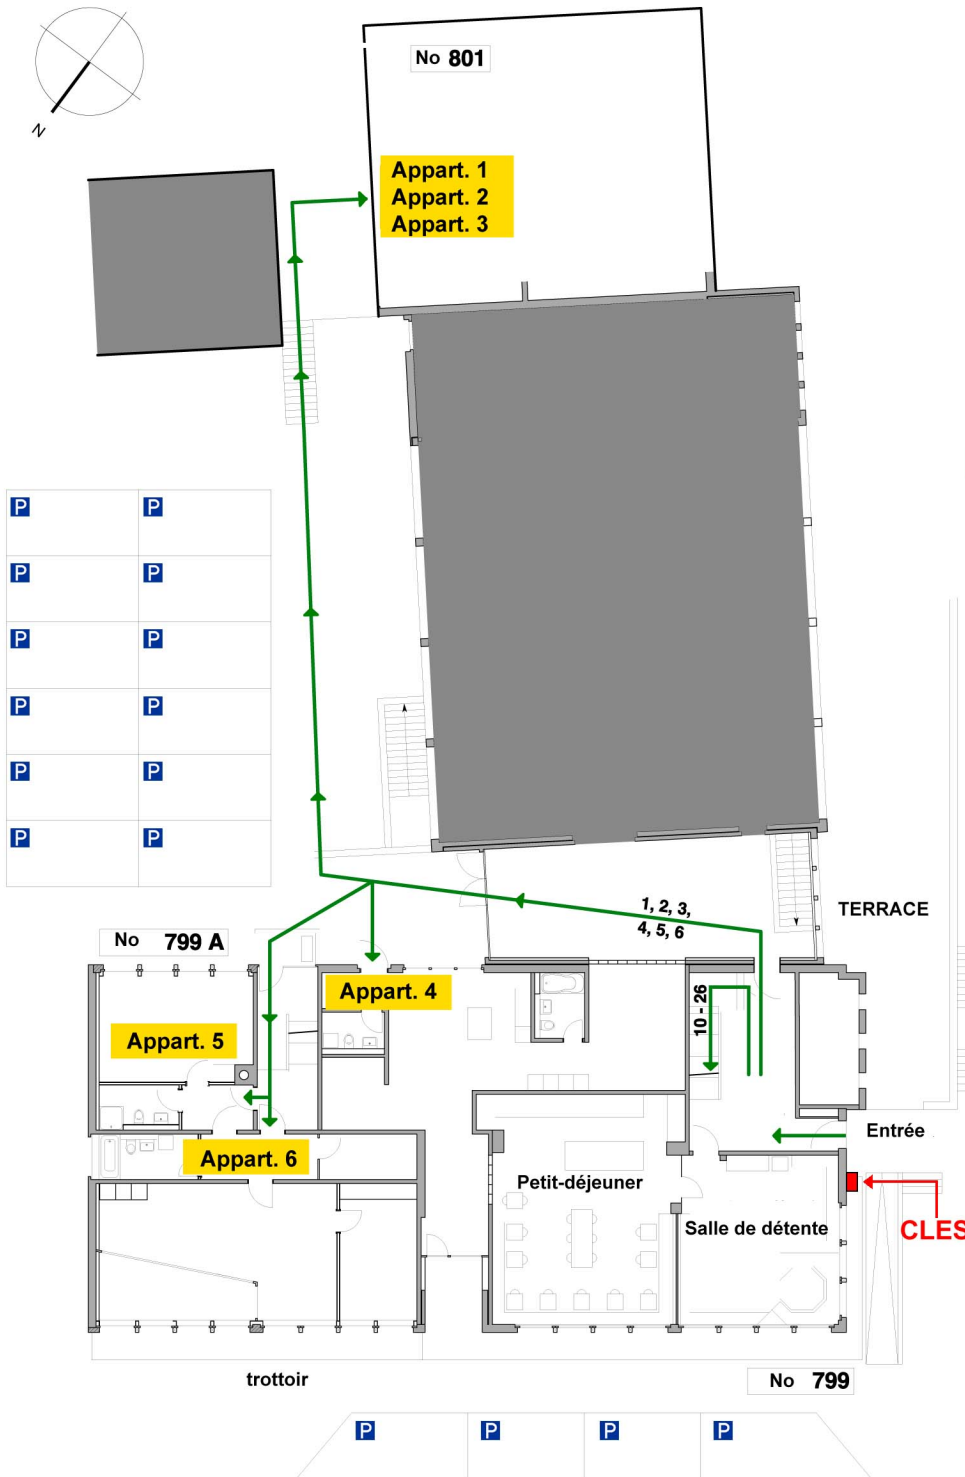 N
No 801
Appart. 1
Appart. 2
Appart. 3
P
P
P
P
P
P
P
P
P
P
P
P
1, 2, 3,
4, 5, 6
TERRACE
No 799 A
Appart. 4
10 - 26
Appart. 5
Entrée
Appart. 6
Petit-déjeuner
Salle de détente
CLES
trottoir
No 799
P
P
P
P